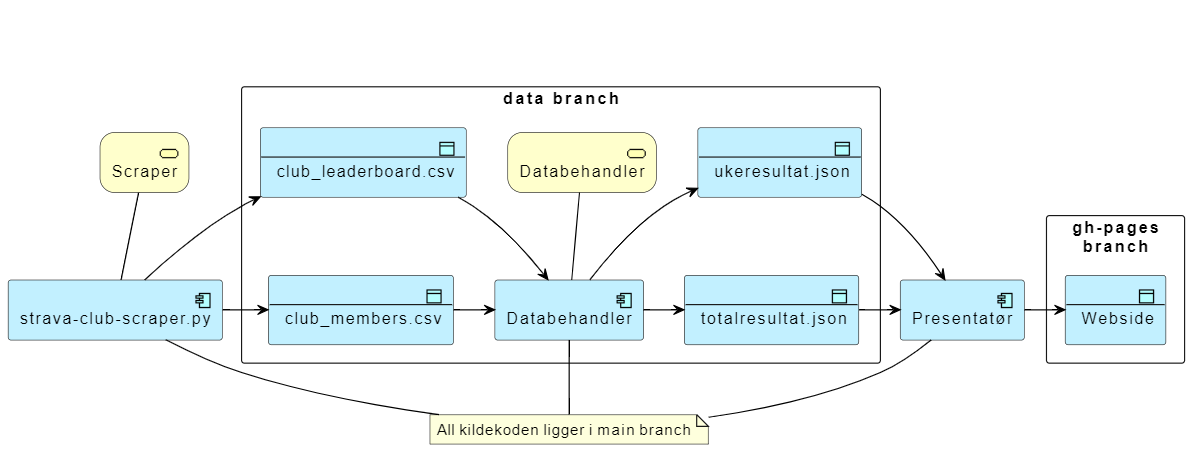 data branch
Scraper
club_leaderboard.csv
Databehandler
ukeresultat.json
gh-pages
branch
strava-club-scraper.py
club_members.csv
Databehandler
totalresultat.json
Presentatør
Webside
All kildekoden ligger i main branch